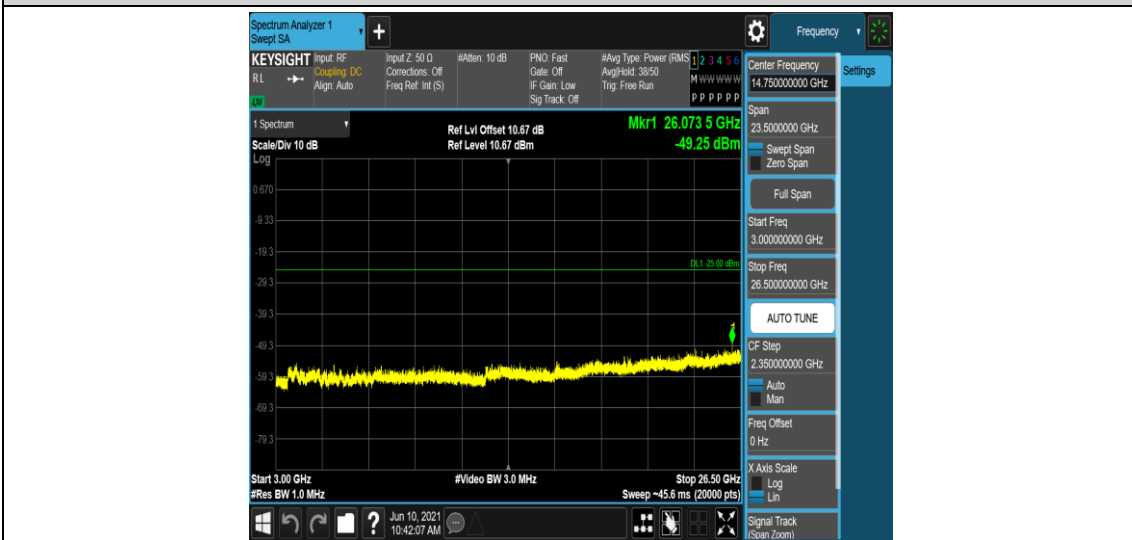 Spectrum Analyzer 1
Swept SA
+
Frequency
KEYSIGHT
RL
LXI
Input: RF
Coupling: DC
Align: Auto
Input Z: 50 Ω
Corrections: Off
Freq Ref: Int (S)
#Atten: 10 dB
PNO: Fast
Gate: Off
IF Gain: Low
Sig Track: Off
#Avg Type: Power (RMS
Avg|Hold: 38/50
Trig: Free Run
1 2 3 4 5 6
M W W W W W
P P P P P P
1 Spectrum
Scale/Div 10 dB
Log
Ref Lvl Offset 10.67 dB
Ref Level 10.67 dBm
Mkr1 26.073 5 GHz
-49.25 dBm
0.670
-9.33
-19.3
DL1 -25.00 dBm
-29.3
-39.3
1
-49.3
-59.3
-69.3
-79.3
Start 3.00 GHz
#Res BW 1.0 MHz
#Video BW 3.0 MHz
Stop 26.50 GHz
Sweep ~45.6 ms (20000 pts)
Center Frequency
14.750000000 GHz
Settings
Span
23.5000000 GHz
Swept Span
Zero Span
Full Span
Start Freq
3.000000000 GHz
Stop Freq
26.500000000 GHz
AUTO TUNE
CF Step
2.350000000 GHz
Auto
Man
Freq Offset
0 Hz
X Axis Scale
Log
Lin
Signal Track
(Span Zoom)
?
Jun 10, 2021
10:42:07 AM